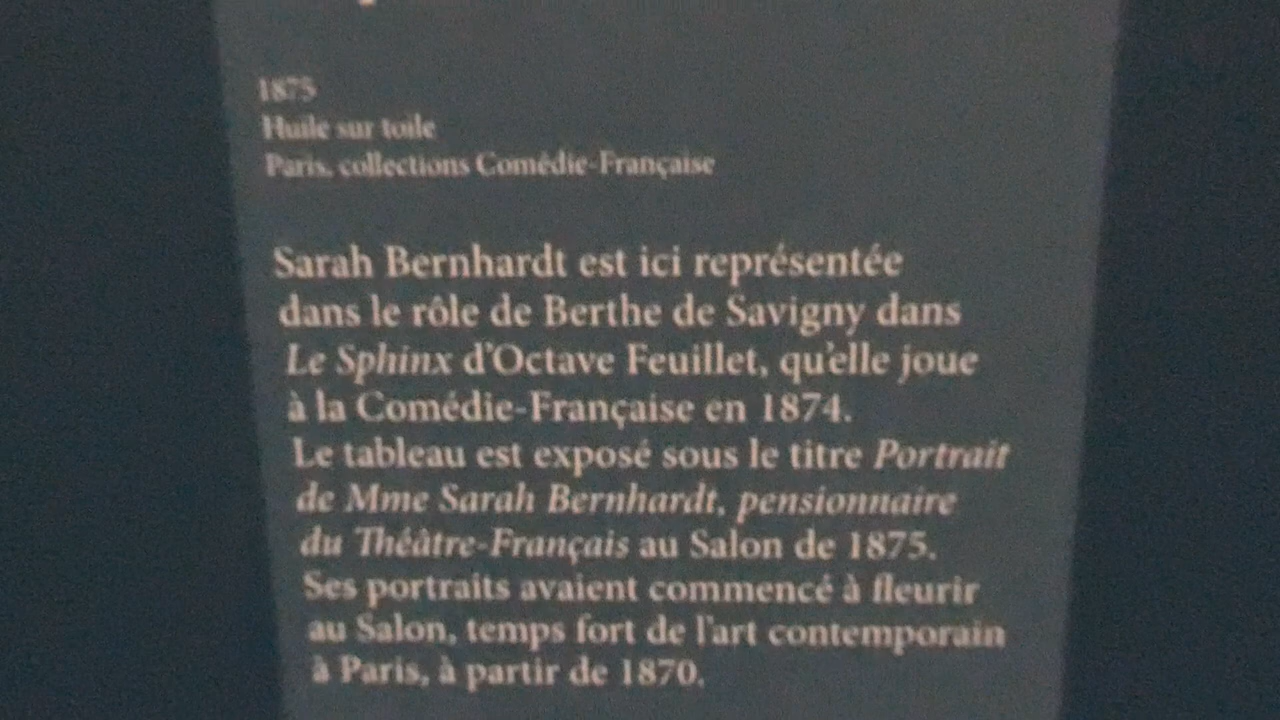 1875
Huile sur toile
Paris, collections Comédie-Française
Sarah Bernhardt est ici représentée
dans le rôle de Berthe de Savigny dans
Le Sphinx d'Octave Feuillet, qu'elle joue
à la Comédie-Française en 1874.
Le tableau est exposé sous le titre Portrait
de Mme Sarah Bernhardt, pensionnaire
du Théâtre-Français au Salon de 1875.
Ses portraits avaient commencé à fleurir
au Salon, temps fort de l'art contemporain
à Paris, à partir de 1870.